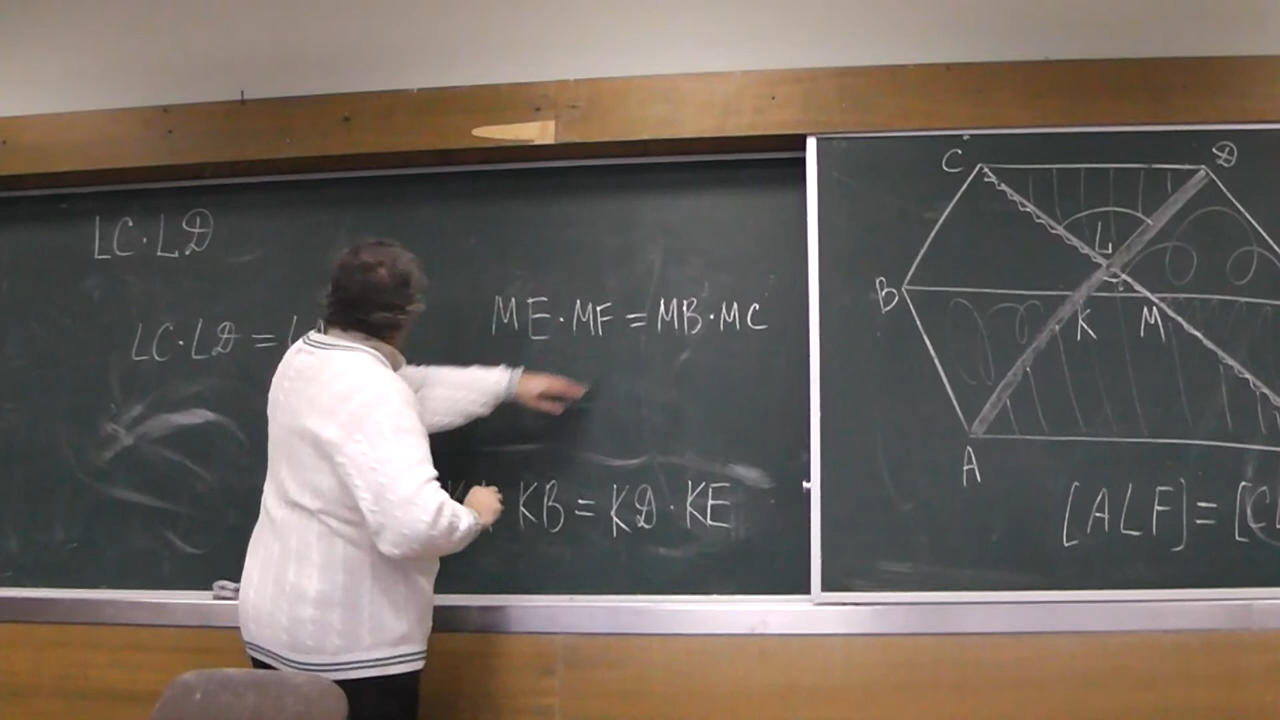 LC·LD
LC·LD = L
ME·MF = MB·MC
KB = KD·KE
C
D
L
B
K
M
A
[ALF] = [C